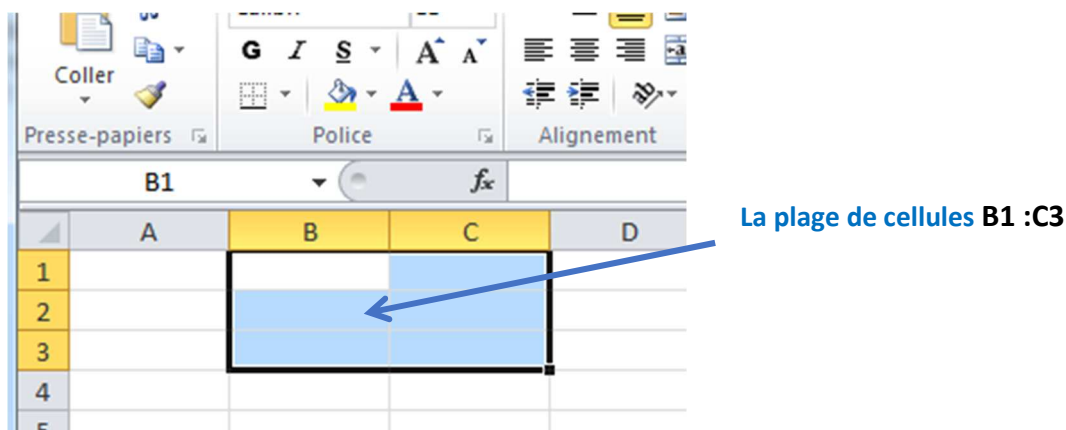 Coller
G I S A A
A
Presse-papiers Police Alignement
B1 fx
La plage de cellules B1 :C3
A B C D
1
2
3
4